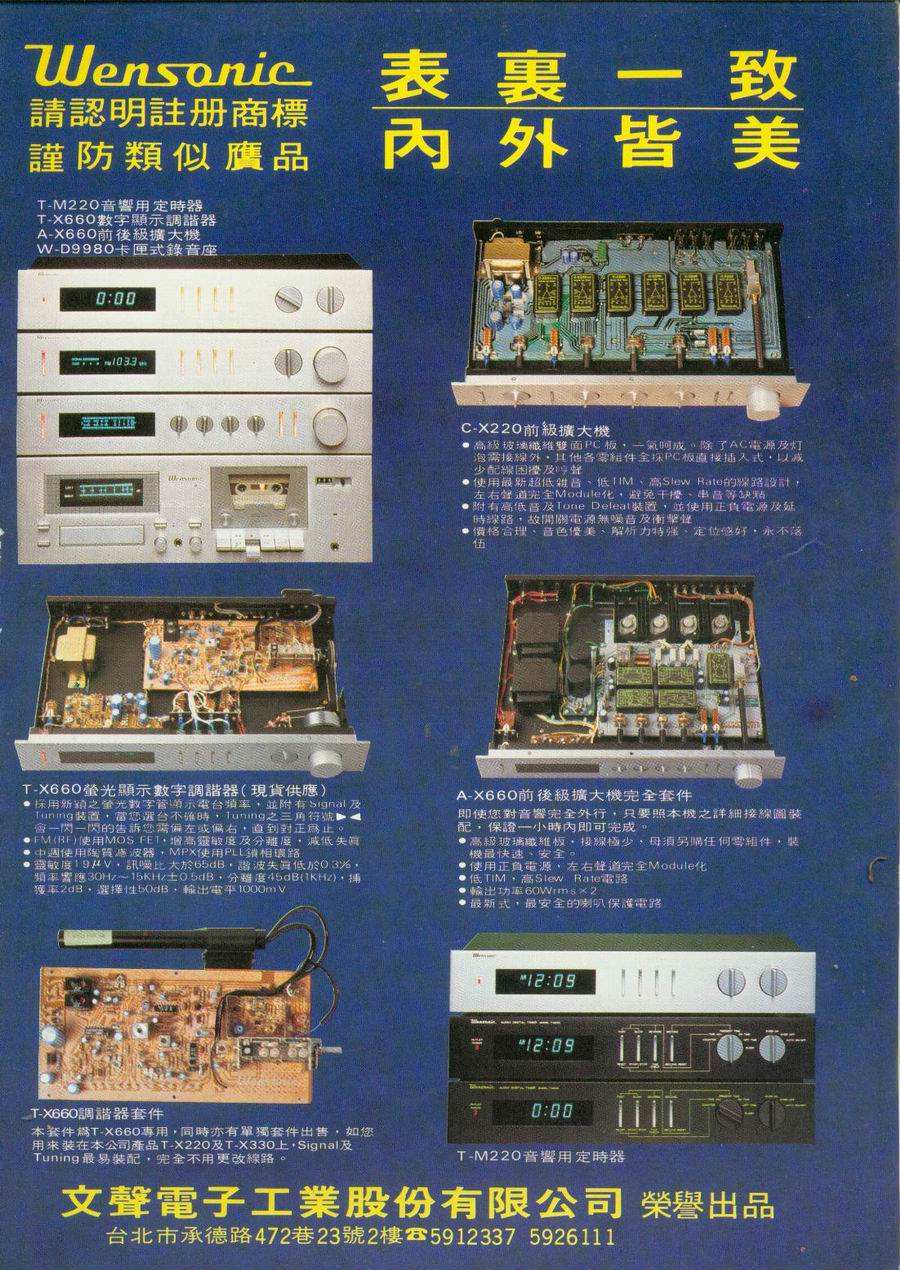 Wensonic
請認明註册商標
謹防類似贋品
表裏一致
內外皆美
T-M220音響用定時器
T-X660數字顯示調諧器
A-X660前後級擴大機
W-D9980卡匣式錄音座
0:00
FM 103.3
Wensonic
C-X220前級擴大機
●高級玻璃纖維雙面PC板，一氣呵成。除了AC電源及灯
泡需接線外，其他各零組件全採PC板直接插入式，以減
少配線困擾及哼聲
●使用最新超低雜音、低TIM、高Slew Rate的線路設計，
左右聲道完全Module化，避免干擾、串音等缺點
●附有高低音及Tone Defeat裝置，並使用正負電源及延
時線路，故開關電源無噪音及衝擊聲
●價格合理、音色優美、解析力特强、定位感好，永不落
伍
T-X660螢光顯示數字調諧器(現貨供應)
●採用新穎之螢光數字管顯示電台頻率，並附有Signal及
Tuning裝置，當您選台不確時，Tuning之三角符號▶◀
會一閃一閃的告訴您需偏左或偏右，直到對正爲止。
●FM(RF)使用MOS FET，增高靈敏度及分離度，減低失真
●中週使用陶質濾波器，MPX使用PLL鎖相環路
●靈敏度1.9μV，訊噪比大於65dB，諧波失真低於0.3%，
頻率響應30Hz~15KHz±0.5dB，分離度45dB(1KHz)，捕
獲率2dB，選擇性50dB，輸出電平1000mV
A-X660前後級擴大機完全套件
即使您對音響完全外行，只要照本機之詳細接線圖裝
配，保證一小時內即可完成。
●高級玻璃纖維板，接線極少，毋須另購任何零組件，裝
機最快速、安全。
●使用正負電源，左右聲道完全Module化
●低TIM，高Slew Rate電路
●輸出功率60Wrms×2
●最新式，最安全的喇叭保護電路
T-X660調諧器套件
本套件爲T-X660專用，同時亦有單獨套件出售，如您
用來裝在本公司產品T-X220及T-X330上，Signal及
Tuning最易裝配，完全不用更改線路。
Wensonic
12:09
Wensonic
12:09
Wensonic
0:00
T-M220音響用定時器
文聲電子工業股份有限公司 榮譽出品
台北市承德路472巷23號2樓☎5912337 5926111